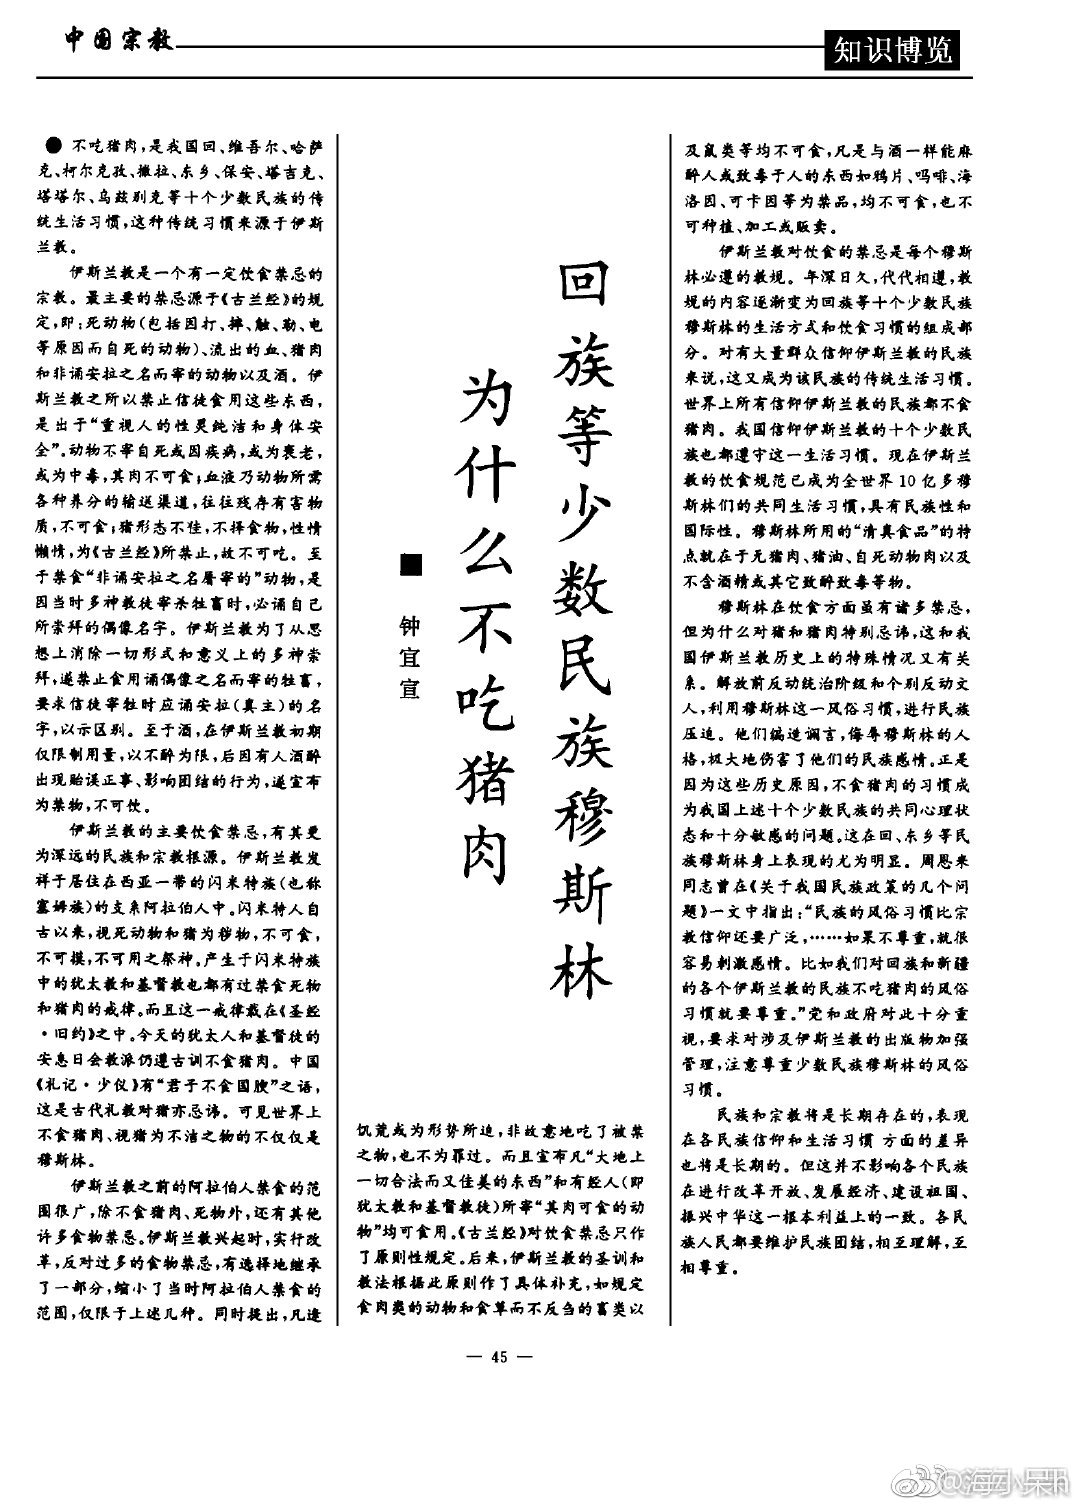 中国宗教
知识博览
● 不吃猪肉,是我国回、维吾尔、哈萨
克、柯尔克孜、撒拉、东乡、保安、塔吉克、
塔塔尔、乌兹别克等十个少数民族的传
统生活习惯,这种传统习惯来源于伊斯
兰教。
伊斯兰教是一个有一定饮食禁忌的
宗教。最主要的禁忌源于《古兰经》的规
定,即:死动物(包括因打、摔、触、勒、电
等原因而自死的动物)、流出的血、猪肉
和非诵安拉之名而宰的动物以及酒。伊
斯兰教之所以禁止信徒食用这些东西,
是出于“重视人的性灵纯洁和身体安
全”。动物不宰自死或因疾病,或为衰老,
或为中毒,其肉不可食;血液乃动物所需
各种养分的输送渠道,往往残存有害物
质,不可食;猪形态不佳,不择食物,性情
懒惰,为《古兰经》所禁止,故不可吃。至
于禁食“非诵安拉之名屠宰的”动物,是
因当时多神教徒宰杀牲畜时,必诵自己
所崇拜的偶像名字。伊斯兰教为了从思
想上消除一切形式和意义上的多神崇
拜,遂禁止食用诵偶像之名而宰的牲畜,
要求信徒宰牲时应诵安拉(真主)的名
字,以示区别。至于酒,在伊斯兰教初期
仅限制用量,以不醉为限,后因有人酒醉
出现贻误正事、影响团结的行为,遂宣布
为禁物,不可饮。
伊斯兰教的主要饮食禁忌,有其更
为深远的民族和宗教根源。伊斯兰教发
祥于居住在西亚一带的闪米特族(也称
塞姆族)的支系阿拉伯人中。闪米特人自
古以来,视死动物和猪为秽物,不可食,
不可摸,不可用之祭神。产生于闪米特族
中的犹太教和基督教也都有过禁食死物
和猪肉的戒律。而且这一戒律载在《圣经
·旧约》之中。今天的犹太人和基督徒的
安息日会教派仍遵古训不食猪肉。中国
《礼记·少仪》有“君子不食圂腴”之语,
这是古代礼教对猪亦忌讳。可见世界上
不食猪肉、视猪为不洁之物的不仅仅是
穆斯林。
伊斯兰教之前的阿拉伯人禁食的范
围很广,除不食猪肉、死物外,还有其他
许多食物禁忌。伊斯兰教兴起时,实行改
革,反对过多的食物禁忌,有选择地继承
了一部分,缩小了当时阿拉伯人禁食的
范围,仅限于上述几种。同时提出,凡遭
回族等少数民族穆斯林
为什么不吃猪肉
■ 钟宜宣
饥荒或为形势所迫,非故意地吃了被禁
之物,也不为罪过。而且宣布凡“大地上
一切合法而又佳美的东西”和有经人(即
犹太教和基督教徒)所宰“其肉可食的动
物”均可食用。《古兰经》对饮食禁忌只作
了原则性规定。后来,伊斯兰教的圣训和
教法根据此原则作了具体补充,如规定
食肉类的动物和食草而不反刍的畜类以
及鼠类等均不可食,凡是与酒一样能麻
醉人或致毒于人的东西如鸦片、吗啡、海
洛因、可卡因等为禁品,均不可食,也不
可种植、加工或贩卖。
伊斯兰教对饮食的禁忌是每个穆斯
林必遵的教规。年深日久,代代相遵,教
规的内容逐渐变为回族等十个少数民族
穆斯林的生活方式和饮食习惯的组成部
分。对有大量群众信仰伊斯兰教的民族
来说,这又成为该民族的传统生活习惯。
世界上所有信仰伊斯兰教的民族都不食
猪肉。我国信仰伊斯兰教的十个少数民
族也都遵守这一生活习惯。现在伊斯兰
教的饮食规范已成为全世界10亿多穆
斯林们的共同生活习惯,具有民族性和
国际性。穆斯林所用的“清真食品”的特
点就在于无猪肉、猪油、自死动物肉以及
不含酒精或其它致醉致毒等物。
穆斯林在饮食方面虽有诸多禁忌,
但为什么对猪和猪肉特别忌讳,这和我
国伊斯兰教历史上的特殊情况又有关
系。解放前反动统治阶级和个别反动文
人,利用穆斯林这一风俗习惯,进行民族
压迫。他们编造谰言,侮辱穆斯林的人
格,极大地伤害了他们的民族感情。正是
因为这些历史原因,不食猪肉的习惯成
为我国上述十个少数民族的共同心理状
态和十分敏感的问题。这在回、东乡等民
族穆斯林身上表现的尤为明显。周恩来
同志曾在《关于我国民族政策的几个问
题》一文中指出:“民族的风俗习惯比宗
教信仰还要广泛,……如果不尊重,就很
容易刺激感情。比如我们对回族和新疆
的各个伊斯兰教的民族不吃猪肉的风俗
习惯就要尊重。”党和政府对此十分重
视,要求对涉及伊斯兰教的出版物加强
管理,注意尊重少数民族穆斯林的风俗
习惯。
民族和宗教将是长期存在的,表现
在各民族信仰和生活习惯 方面的差异
也将是长期的。但这并不影响各个民族
在进行改革开放、发展经济、建设祖国、
振兴中华这一根本利益上的一致。各民
族人民都要维护民族团结,相互理解,互
相尊重。
— 45 —